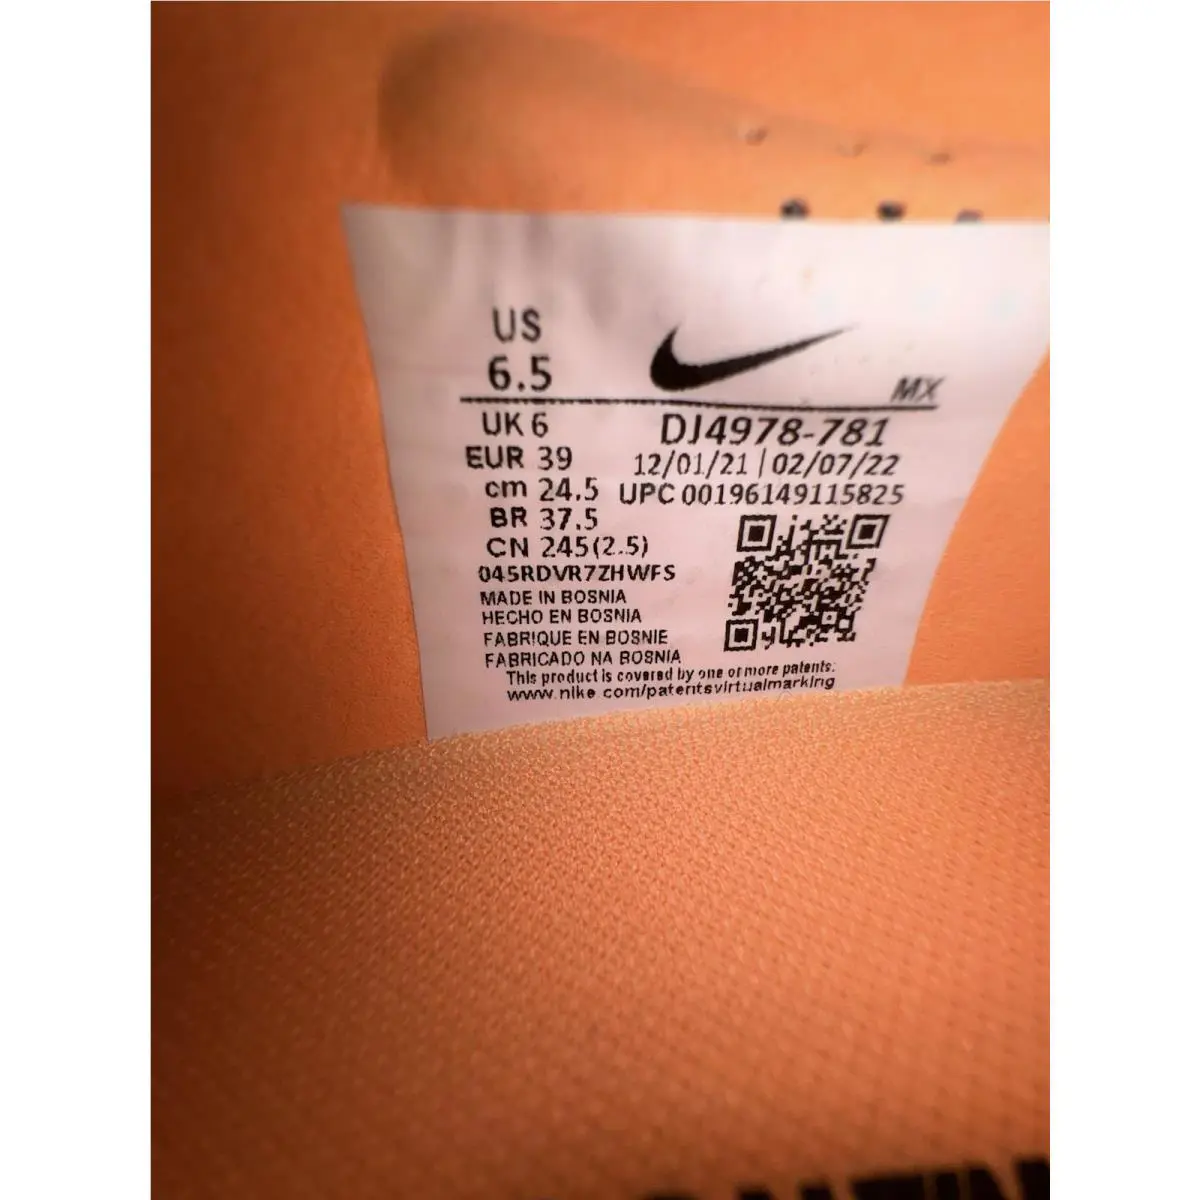 US
6.5
MX
UK 6
DJ4978-781
EUR 39
12/01/21 | 02/07/22
cm 24.5
UPC 00196149115825
BR 37.5
CN 245(2.5)
045RDVR7ZHWFS
MADE IN BOSNIA
HECHO EN BOSNIA
FABRIQUE EN BOSNIE
FABRICADO NA BOSNIA
This product is covered by one or more patents:
www.nike.com/patentsvirtualmarking